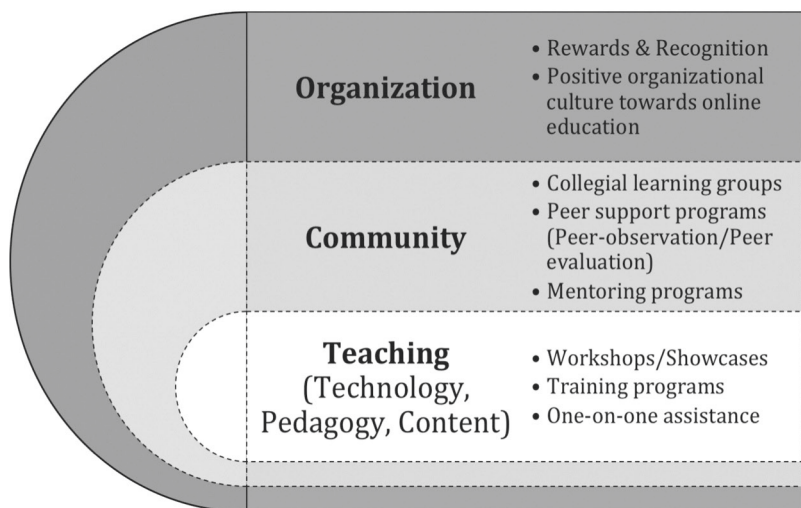 Organization
• Rewards & Recognition
• Positive organizational
culture towards online
education
Community
• Collegial learning groups
• Peer support programs
(Peer-observation/Peer
evaluation)
• Mentoring programs
Teaching
(Technology,
Pedagogy, Content)
• Workshops/Showcases
• Training programs
• One-on-one assistance